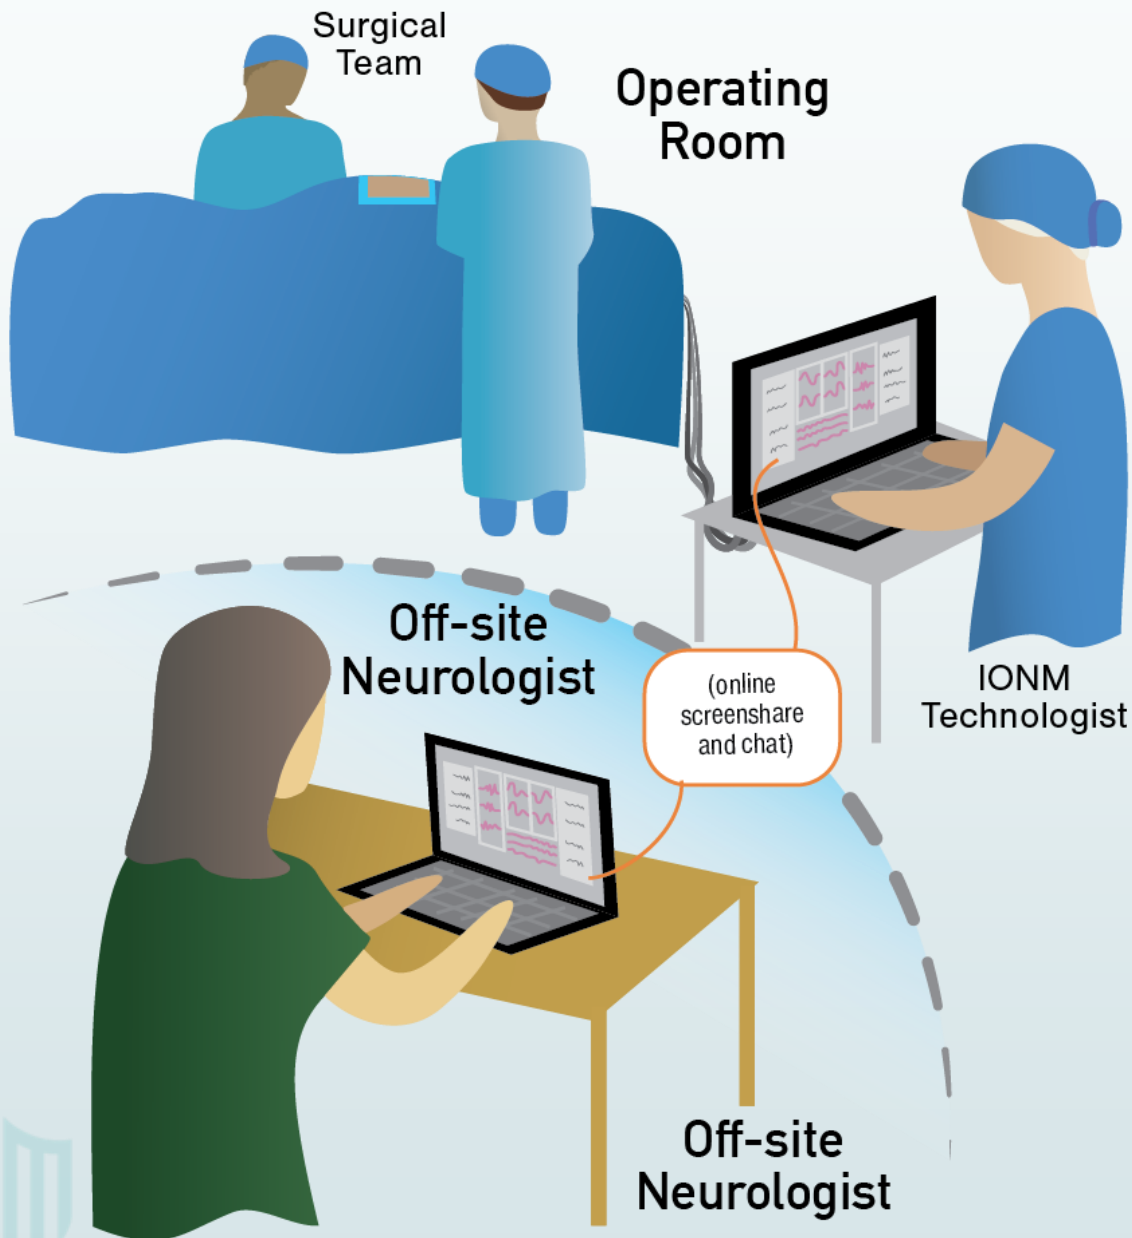 Surgical
Team
Operating
Room
Off-site
Neurologist
(online
screenshare
and chat)
IONM
Technologist
Off-site
Neurologist